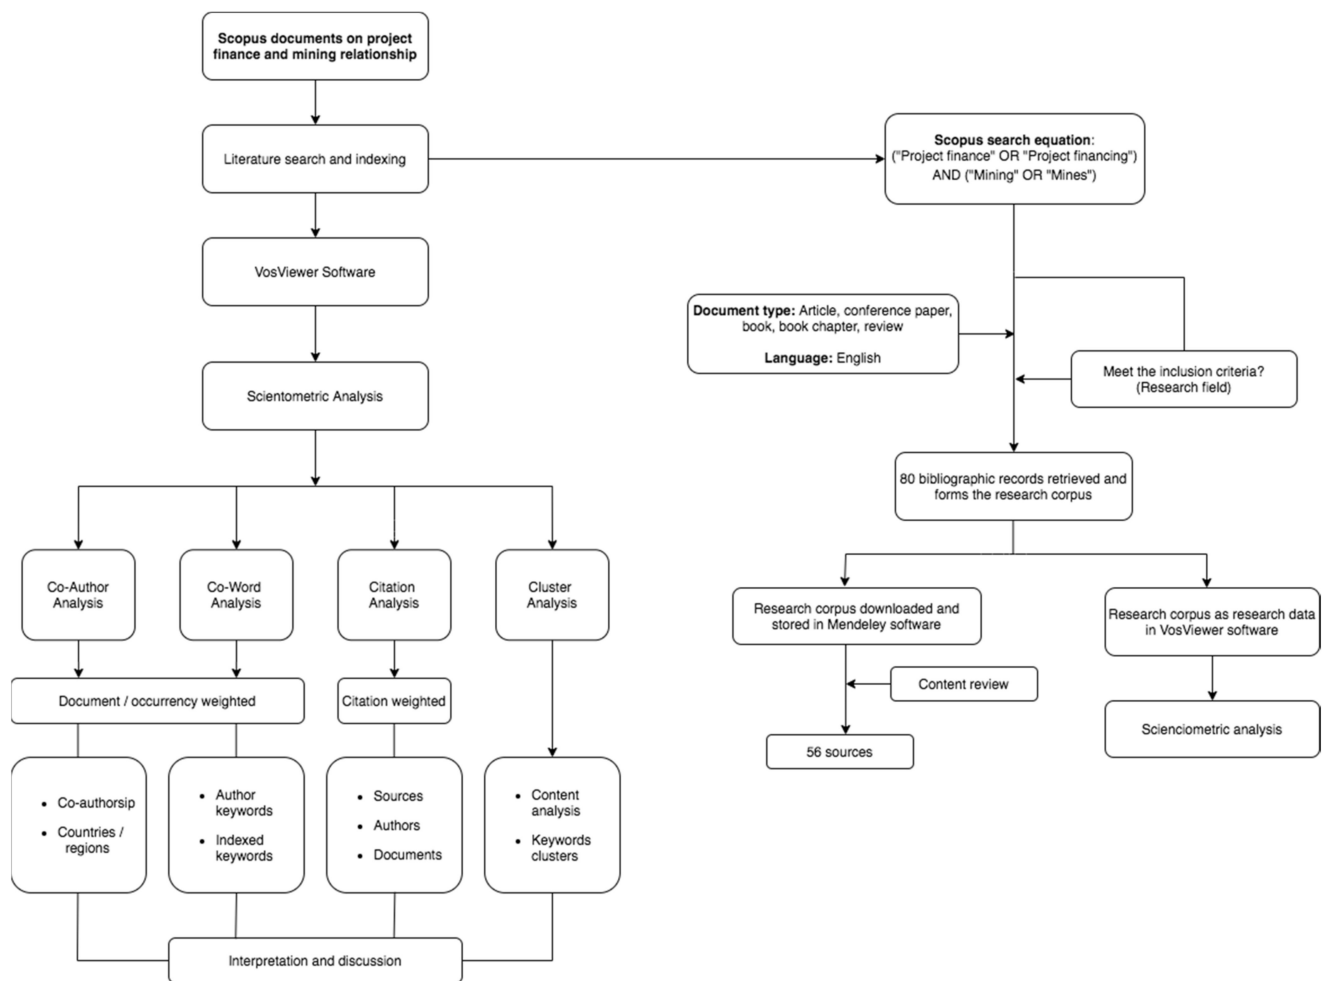 Scopus documents on project
finance and mining relationship
Literature search and indexing
VosViewer Software
Scientometric Analysis
Co-Author
Analysis
Co-Word
Analysis
Citation
Analysis
Cluster
Analysis
Document / occurrency weighted
Citation weighted
• Co-authorsip
• Countries /
regions
• Author
keywords
• Indexed
keywords
• Sources
• Authors
• Documents
• Content
analysis
• Keywords
clusters
Interpretation and discussion
Scopus search equation:
("Project finance" OR "Project financing")
AND ("Mining" OR "Mines")
Document type: Article, conference paper,
book, book chapter, review
Language: English
Meet the inclusion criteria?
(Research field)
80 bibliographic records retrieved and
forms the research corpus
Research corpus downloaded and
stored in Mendeley software
Content review
56 sources
Research corpus as research data
in VosViewer software
Scienciometric analysis